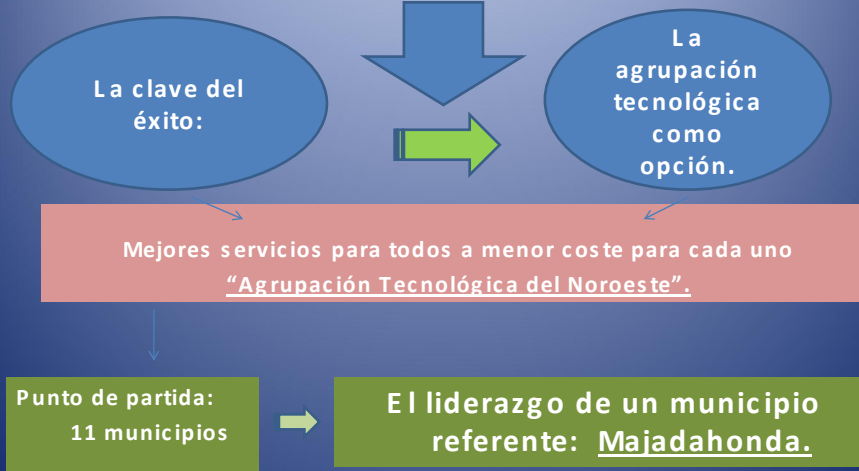 La clave del
éxito:
La
agrupación
tecnológica
como
opción.
Mejores servicios para todos a menor coste para cada uno
“Agrupación Tecnológica del Noroeste”.
Punto de partida:
11 municipios
El liderazgo de un municipio
referente: Majadahonda.